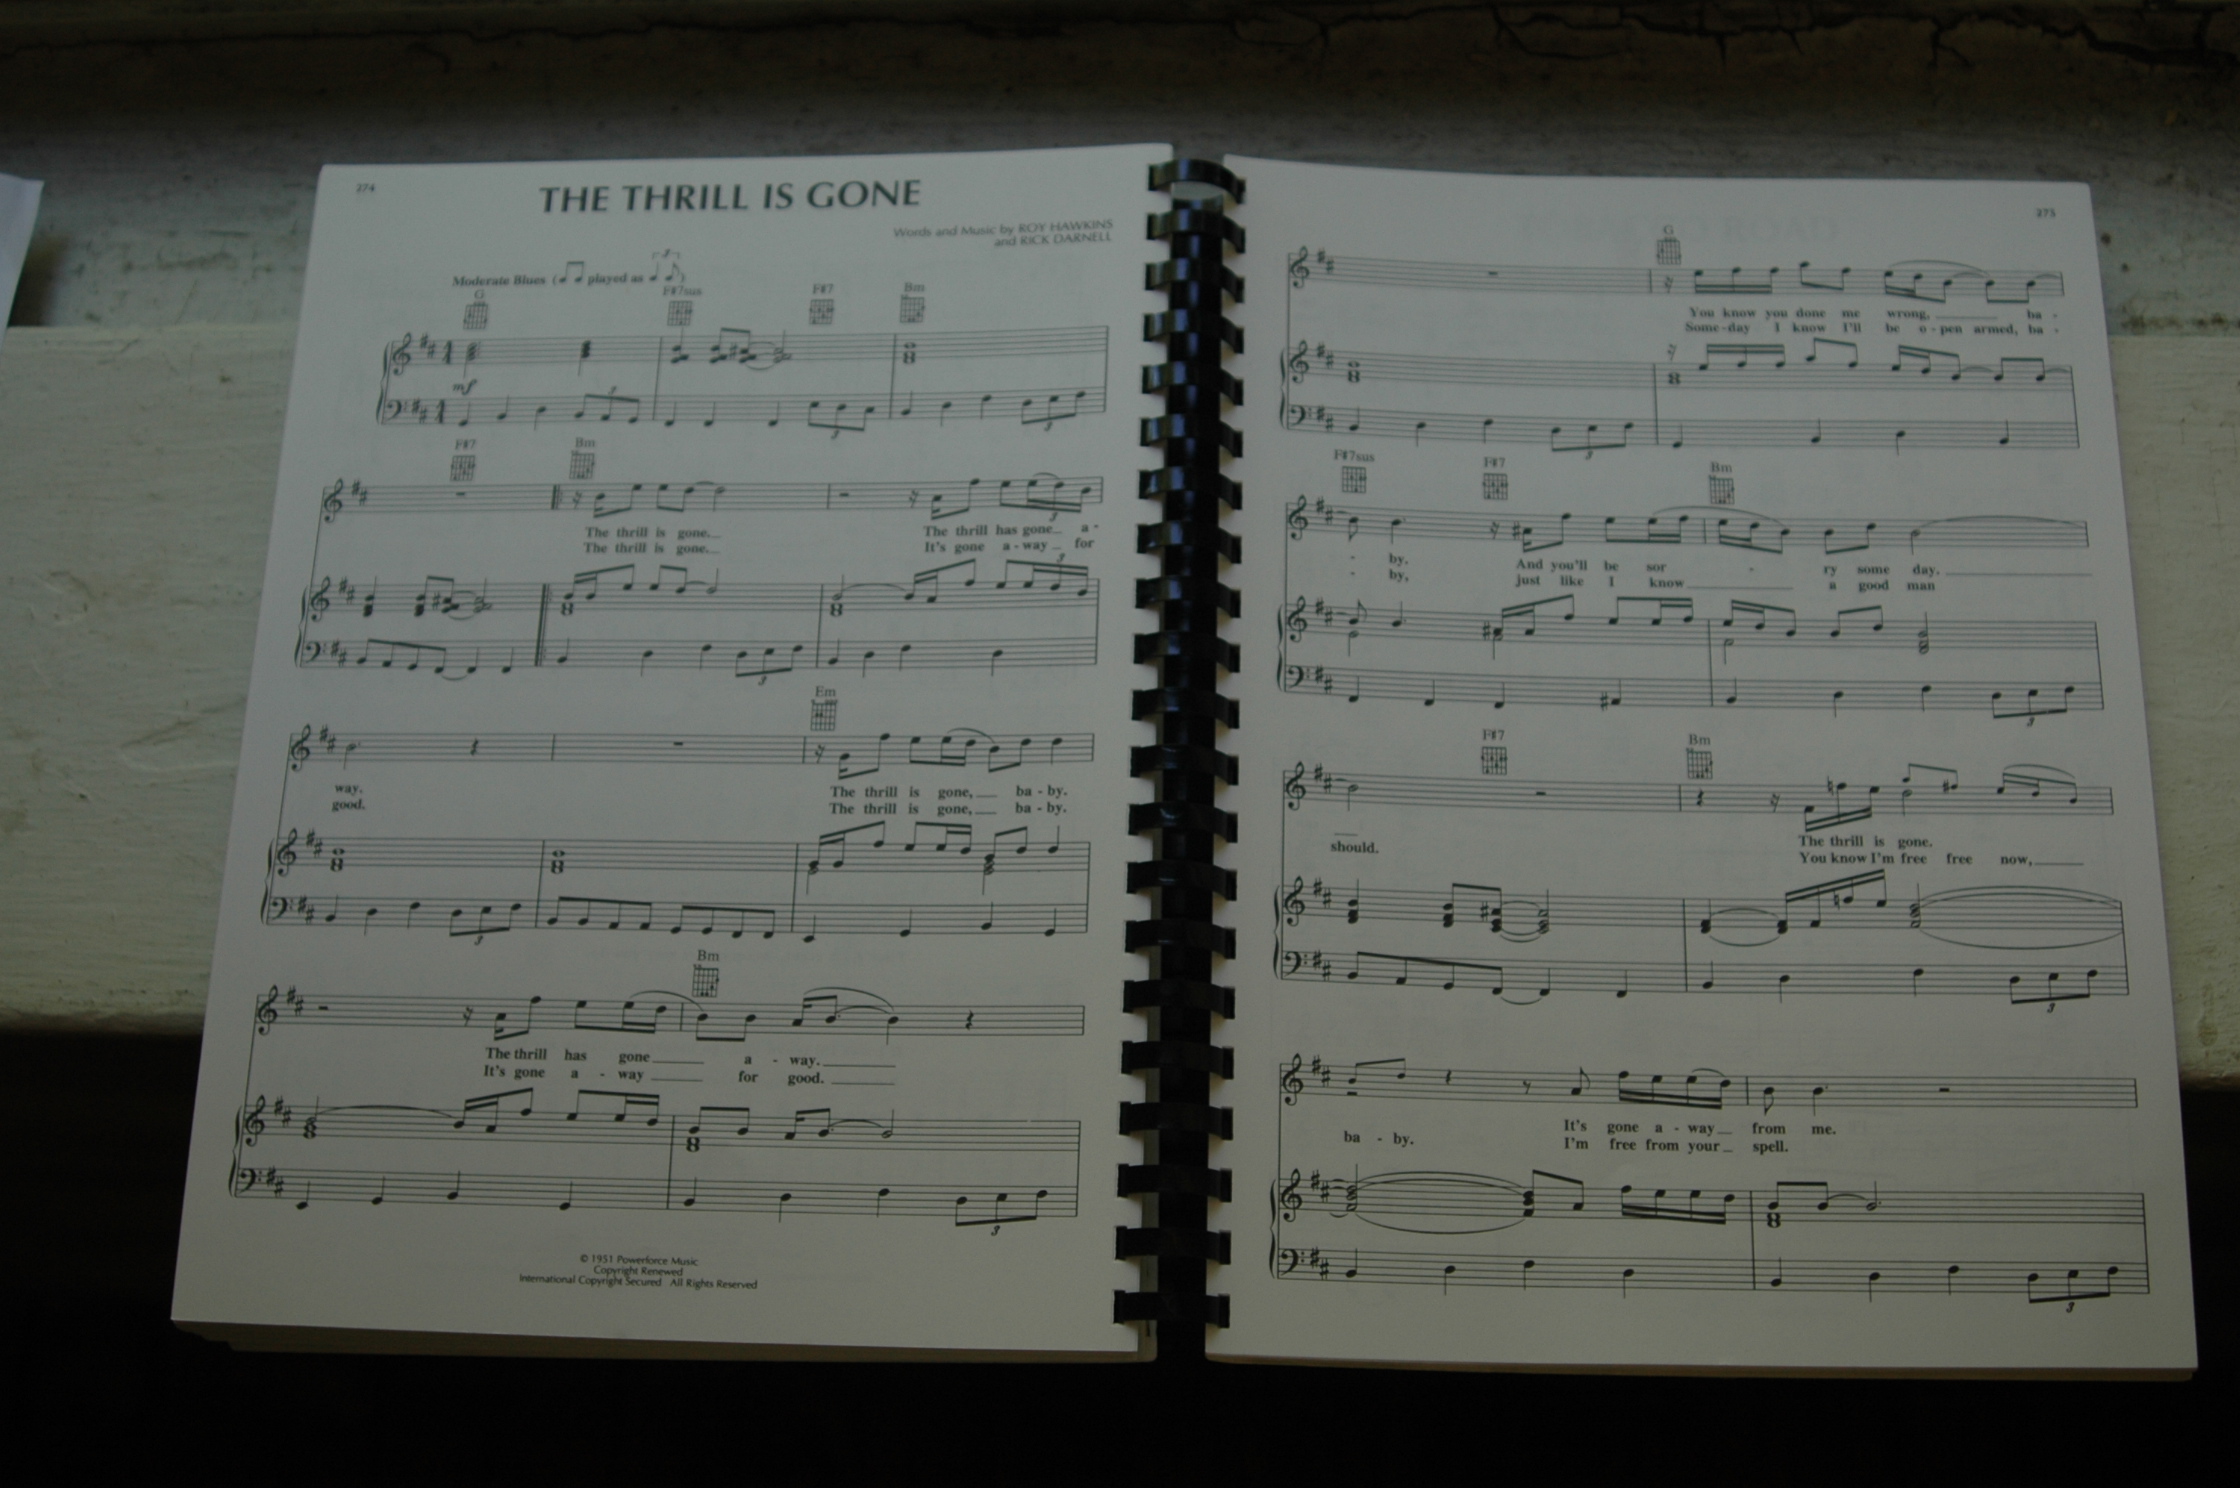 274
THE THRILL IS GONE
Words and Music by ROY HAWKINS
and RICK DARNELL
Moderate Blues ( played as )
3
G F#7sus F#7 Bm
mf
3
3 3
F#7 Bm
The thrill is gone. The thrill has gone a-
The thrill is gone. It's gone a-way for
3
3
Em
way. The thrill is gone, ba-by.
good. The thrill is gone, ba-by.
3
Bm
The thrill has gone a - way.
It's gone a - way for good.
3
© 1951 Powerforce Music
Copyright Renewed
International Copyright Secured All Rights Reserved
275
G
You know you done me wrong, ba -
Some-day I know I'll be o-pen armed, ba -
3
F#7sus F#7 Bm
- by. And you'll be sor - ry some day.
- by, just like I know a good man
3
F#7 Bm
The thrill is gone.
should. You know I'm free free now,
3
It's gone a - way from me.
ba - by. I'm free from your spell.
3